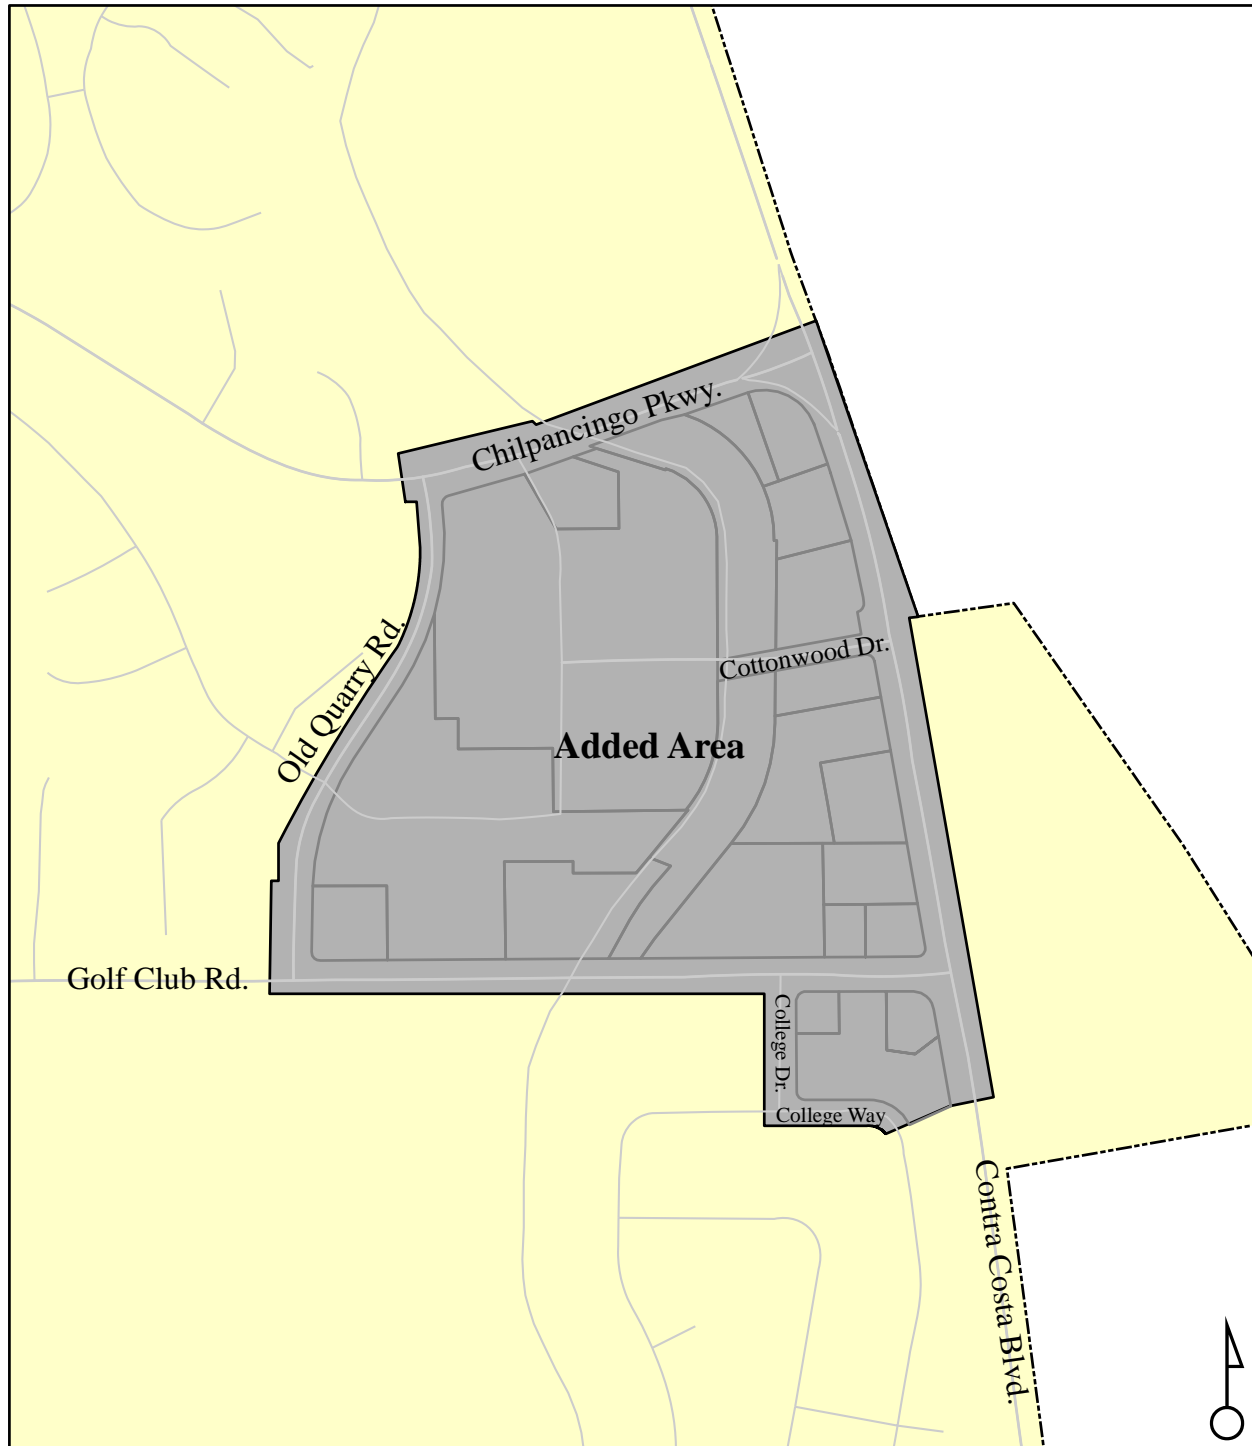 Chilpancingo Pkwy.
Old Quarry Rd.
Cottonwood Dr.
Added Area
Golf Club Rd.
College Dr.
College Way
Contra Costa Blvd.